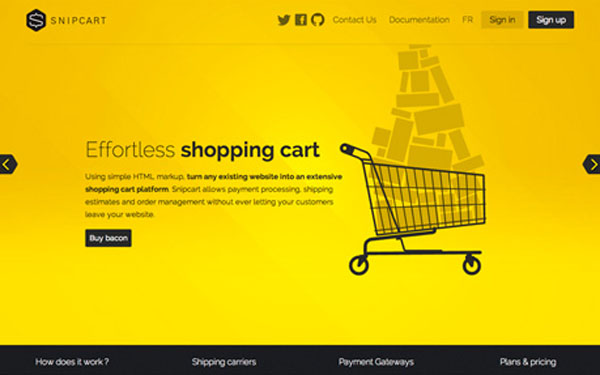 SNIPCART
Contact Us
Documentation
FR
Sign in
Sign up
Effortless shopping cart
Using simple HTML markup, turn any existing website into an extensive
shopping cart platform. Snipcart allows payment processing, shipping
estimates and order management without ever letting your customers
leave your website.
Buy bacon
How does it work ?
Shipping carriers
Payment Gateways
Plans & pricing